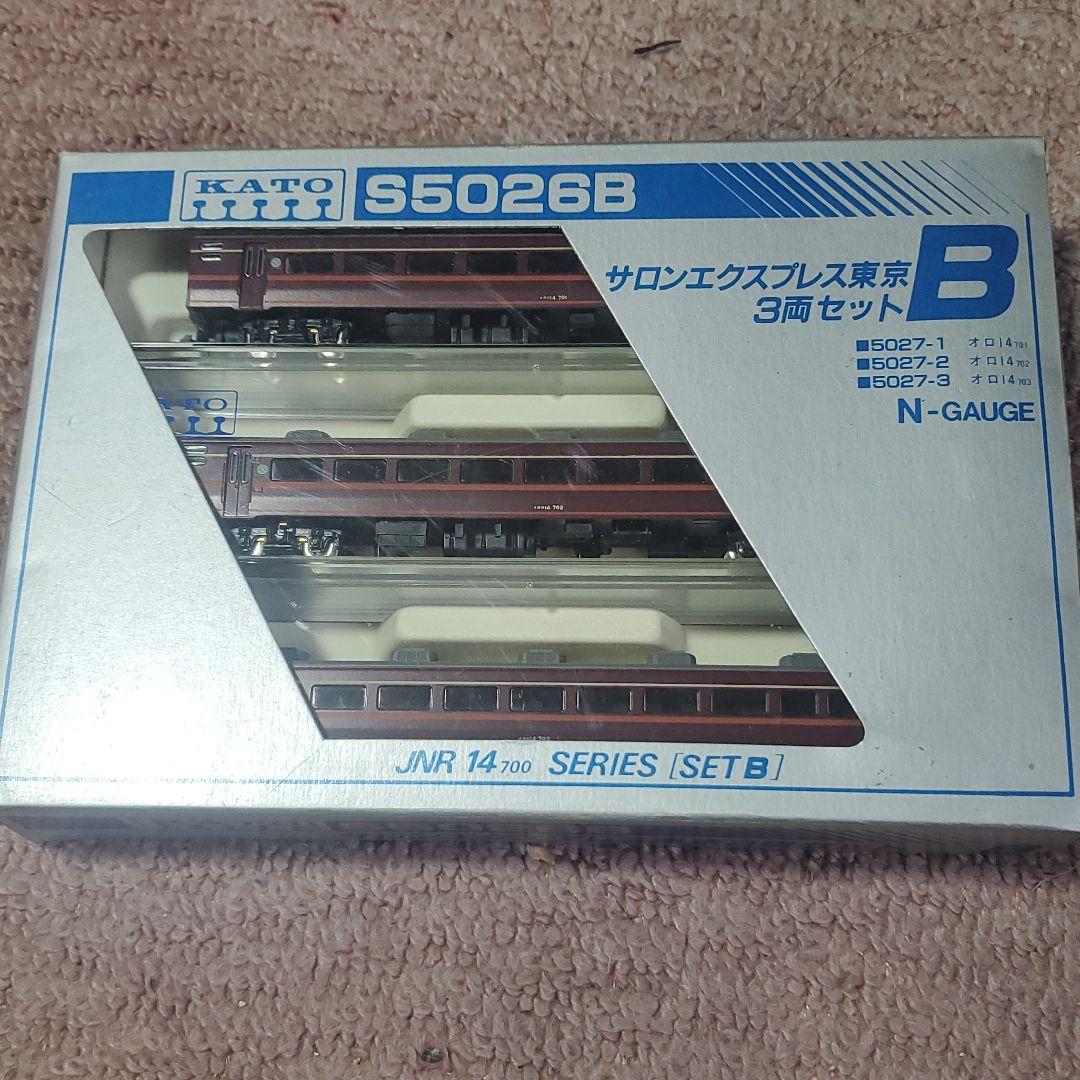 KATO S5026B
サロンエクスプレス東京 B
3両セット
■5027-1 オロ14 701
■5027-2 オロ14 702
■5027-3 オロ14 703
N-GAUGE
KATO
JNR 14 700 SERIES [SET B]